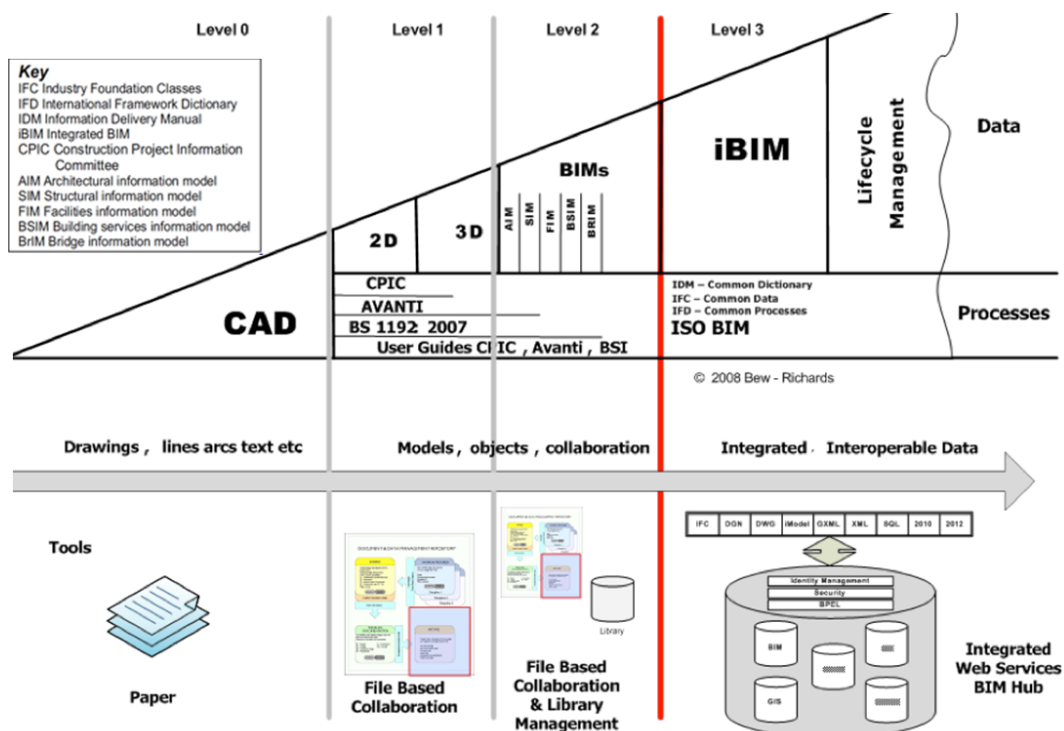 Level 0
Level 1
Level 2
Level 3
Key
IFC Industry Foundation Classes
IFD International Framework Dictionary
IDM Information Delivery Manual
iBIM Integrated BIM
CPIC Construction Project Information
Committee
AIM Architectural information model
SIM Structural information model
FIM Facilities information model
BSIM Building services information model
BrIM Bridge information model
CAD
2D
3D
BIMs
AIM
SIM
FIM
BSIM
BRIM
iBIM
Lifecycle
Management
Data
CPIC
AVANTI
BS 1192: 2007
User Guides CPIC , Avanti , BSI
IDM – Common Dictionary
IFC – Common Data
IFD – Common Processes
ISO BIM
Processes
© 2008 Bew - Richards
Drawings , lines arcs text etc
Models , objects , collaboration
Integrated , Interoperable Data
Tools
Paper
DOCUMENT & DATA MANAGEMENT REPOSITORY
File Based
Collaboration
Library
File Based
Collaboration
& Library
Management
IFC
DGN
DWG
iModel
GXML
XML
SQL
2010
2012
Identity Management
Security
BPEL
BIM
GIS
Integrated
Web Services
BIM Hub